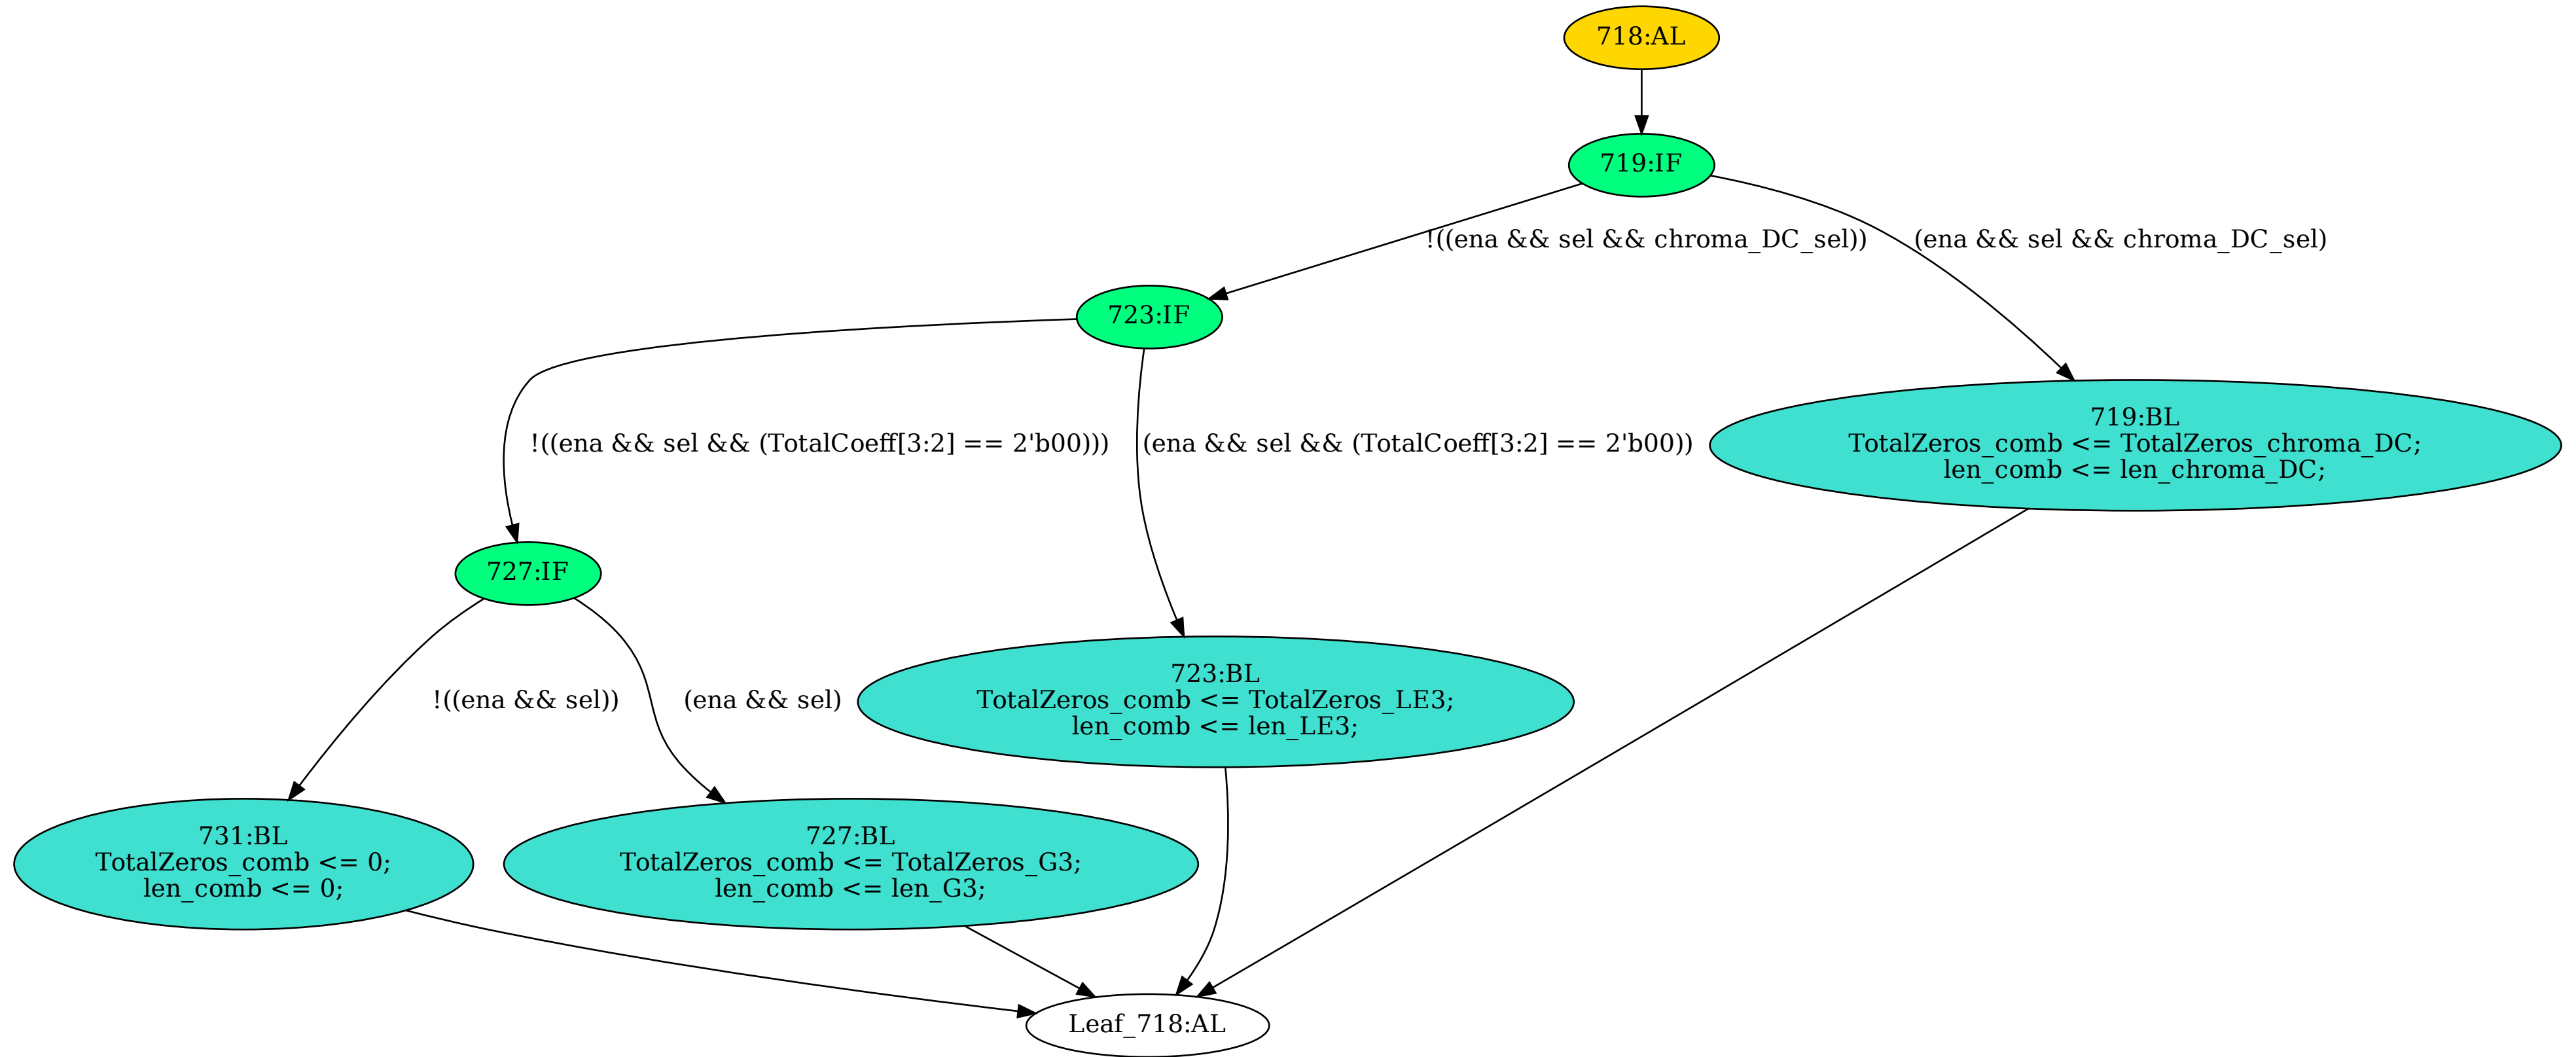 718:AL
719:IF
!((ena && sel && chroma_DC_sel))
(ena && sel && chroma_DC_sel)
723:IF
!((ena && sel && (TotalCoeff[3:2] == 2'b00)))
(ena && sel && (TotalCoeff[3:2] == 2'b00))
719:BL
TotalZeros_comb <= TotalZeros_chroma_DC;
len_comb <= len_chroma_DC;
727:IF
!((ena && sel))
(ena && sel)
723:BL
TotalZeros_comb <= TotalZeros_LE3;
len_comb <= len_LE3;
731:BL
TotalZeros_comb <= 0;
len_comb <= 0;
727:BL
TotalZeros_comb <= TotalZeros_G3;
len_comb <= len_G3;
Leaf_718:AL